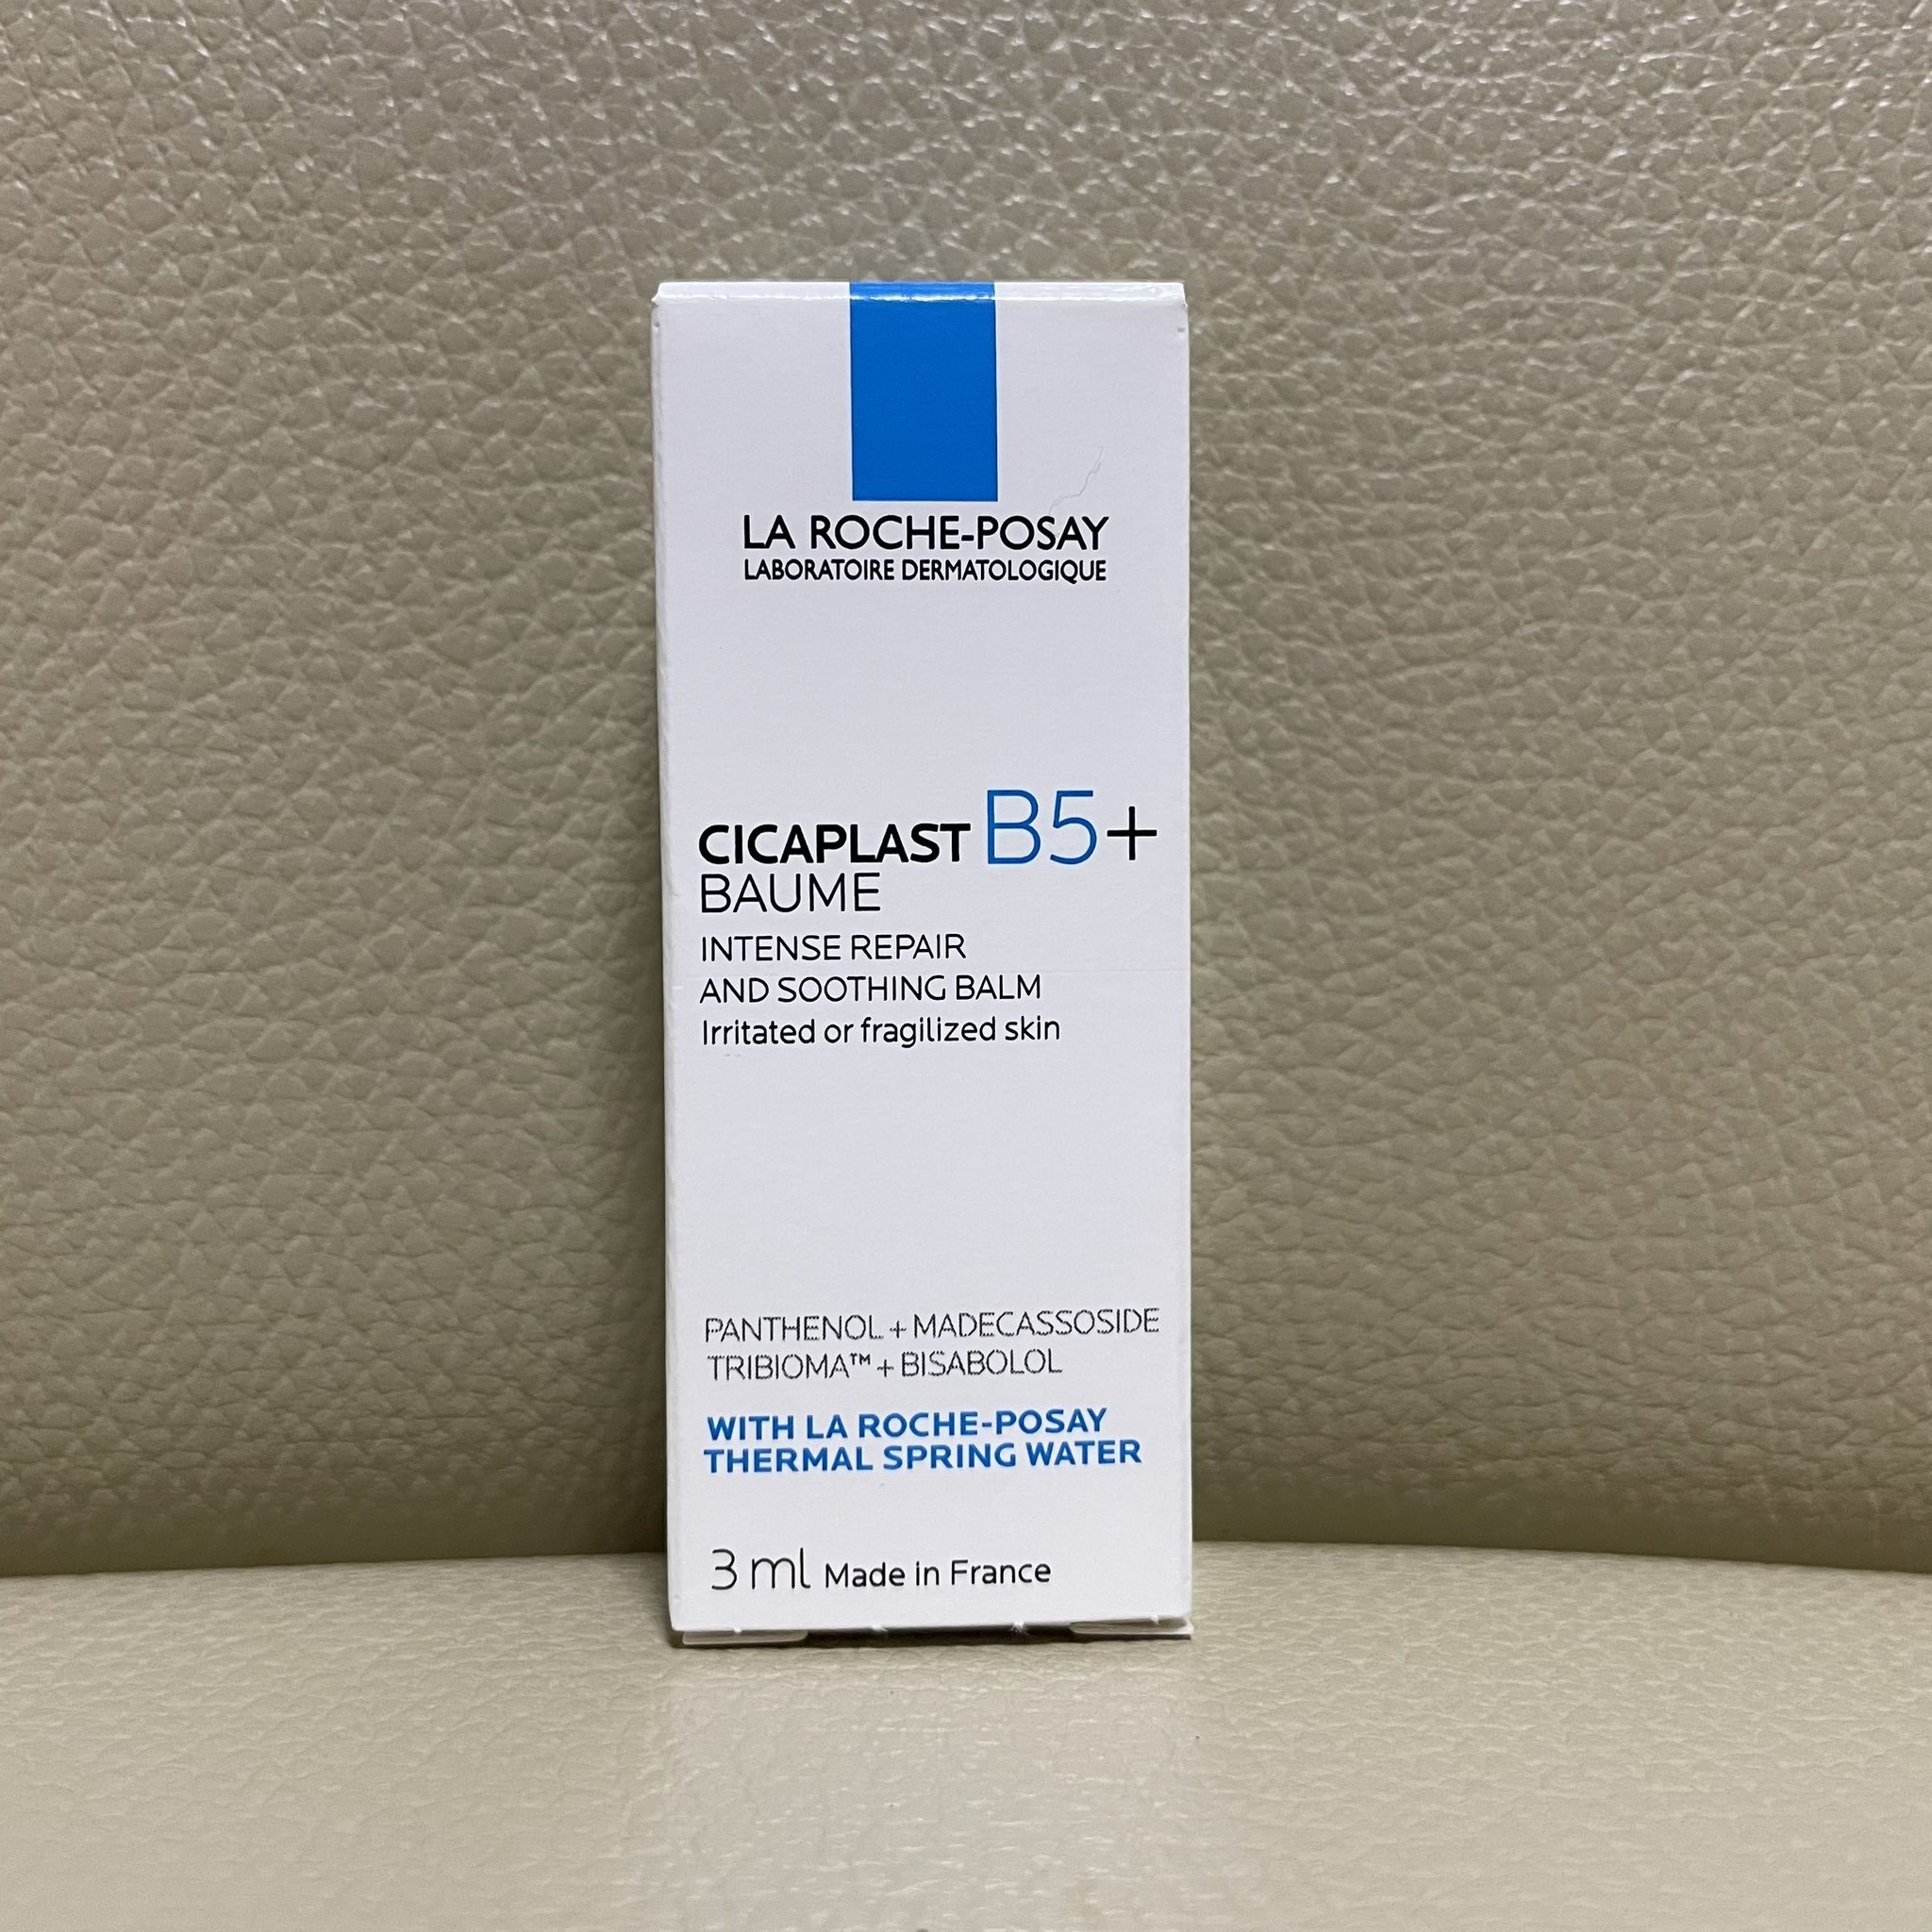 LA ROCHE-POSAY
LABORATOIRE DERMATOLOGIQUE
CICAPLAST B5+
BAUME
INTENSE REPAIR
AND SOOTHING BALM
Irritated or fragilized skin
PANTHENOL + MADECASSOSIDE
TRIBIOMA™ + BISABOLOL
WITH LA ROCHE-POSAY
THERMAL SPRING WATER
3 ml Made in France